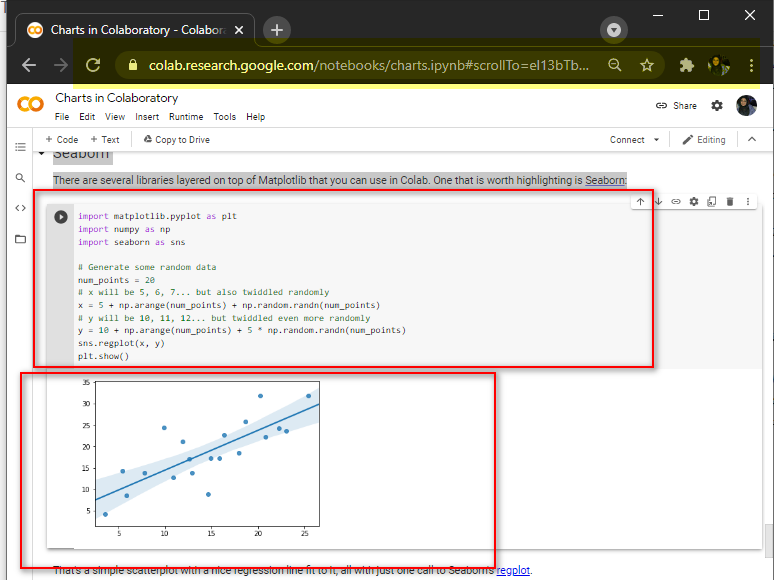 Charts in Colaboratory - Colabora
colab.research.google.com/notebooks/charts.ipynb#scrollTo=el13bTb...
Charts in Colaboratory
File Edit View Insert Runtime Tools Help
Share
+ Code + Text Copy to Drive
Connect Editing
Seaborn
There are several libraries layered on top of Matplotlib that you can use in Colab. One that is worth highlighting is Seaborn:
import matplotlib.pyplot as plt
import numpy as np
import seaborn as sns
# Generate some random data
num_points = 20
# x will be 5, 6, 7... but also twiddled randomly
x = 5 + np.arange(num_points) + np.random.randn(num_points)
# y will be 10, 11, 12... but twiddled even more randomly
y = 10 + np.arange(num_points) + 5 * np.random.randn(num_points)
sns.regplot(x, y)
plt.show()
35
30
25
20
15
10
5
5 10 15 20 25
That's a simple scatterplot with a nice regression line fit to it, all with just one call to Seaborn's regplot.